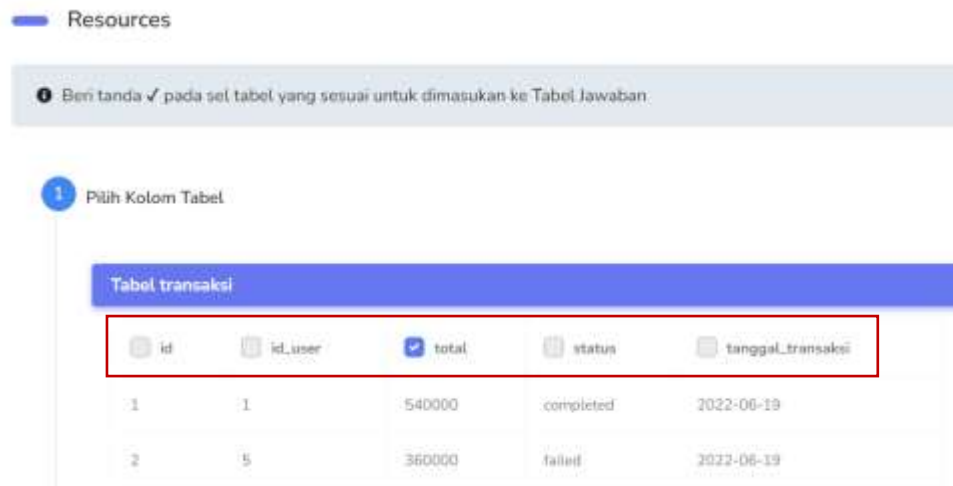 Resources
Beri tanda ✓ pada sel tabel yang sesuai untuk dimasukan ke Tabel Jawaban
1
Pilih Kolom Tabel
Tabel transaksi
id id_user total status tanggal_transaksi
1 1 540000 completed 2022-06-19
2 5 360000 failed 2022-06-19